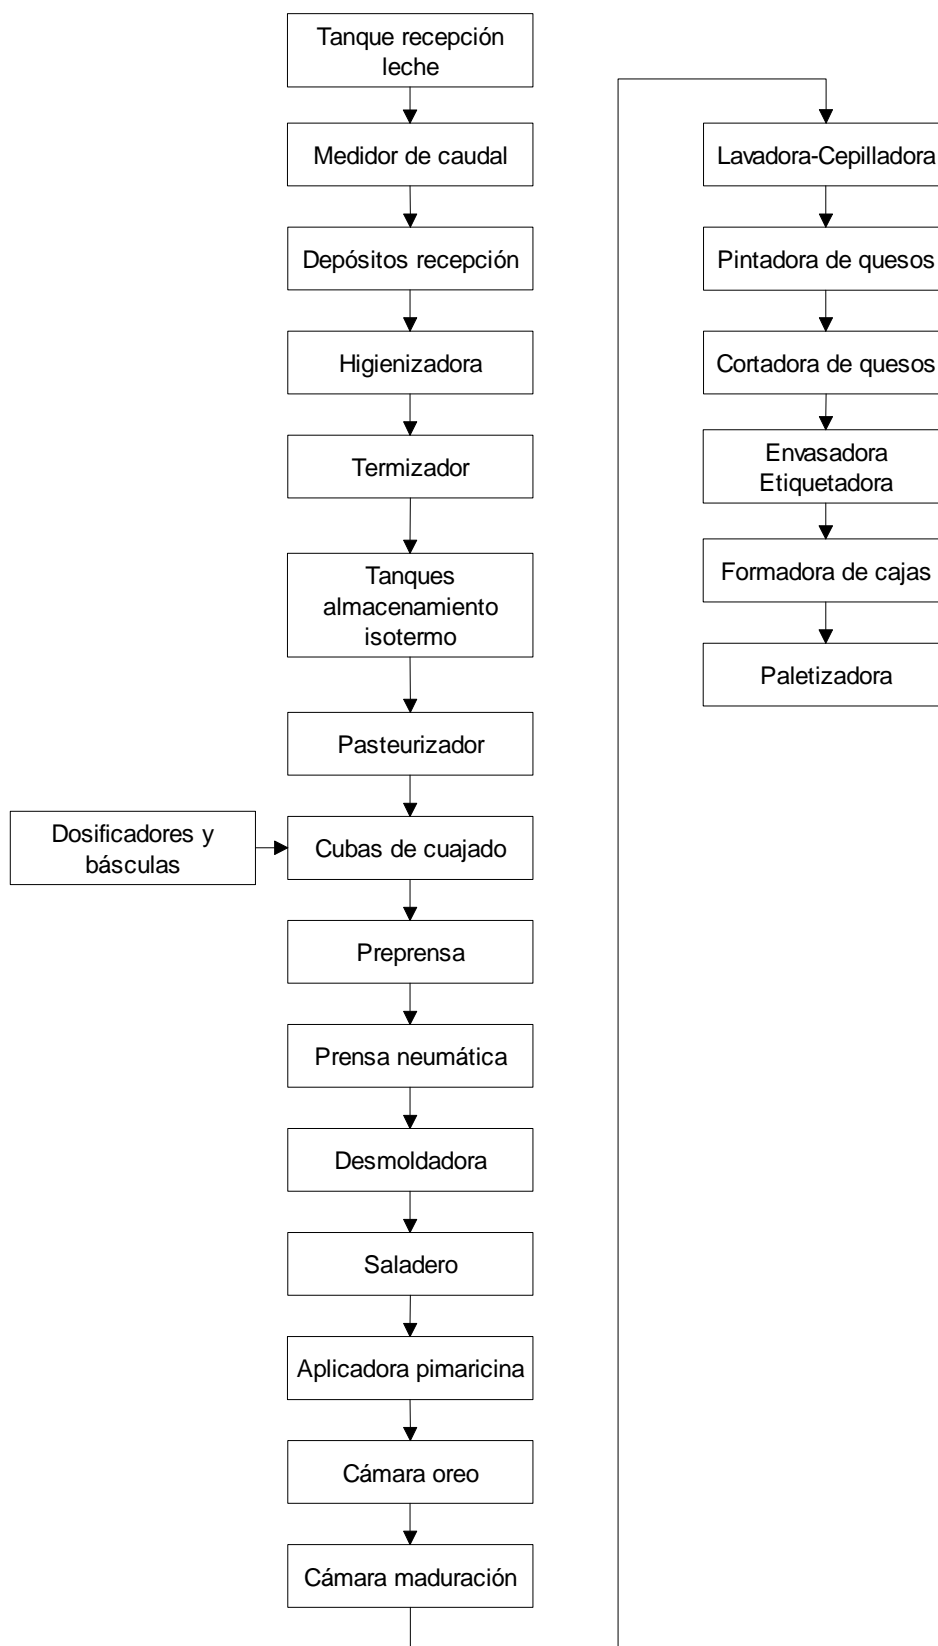 Tanque recepción
leche
Medidor de caudal
Depósitos recepción
Higienizadora
Termizador
Tanques
almacenamiento
isotermo
Pasteurizador
Dosificadores y
básculas
Cubas de cuajado
Preprensa
Prensa neumática
Desmoldadora
Saladero
Aplicadora pimaricina
Cámara oreo
Cámara maduración
Lavadora-Cepilladora
Pintadora de quesos
Cortadora de quesos
Envasadora
Etiquetadora
Formadora de cajas
Paletizadora